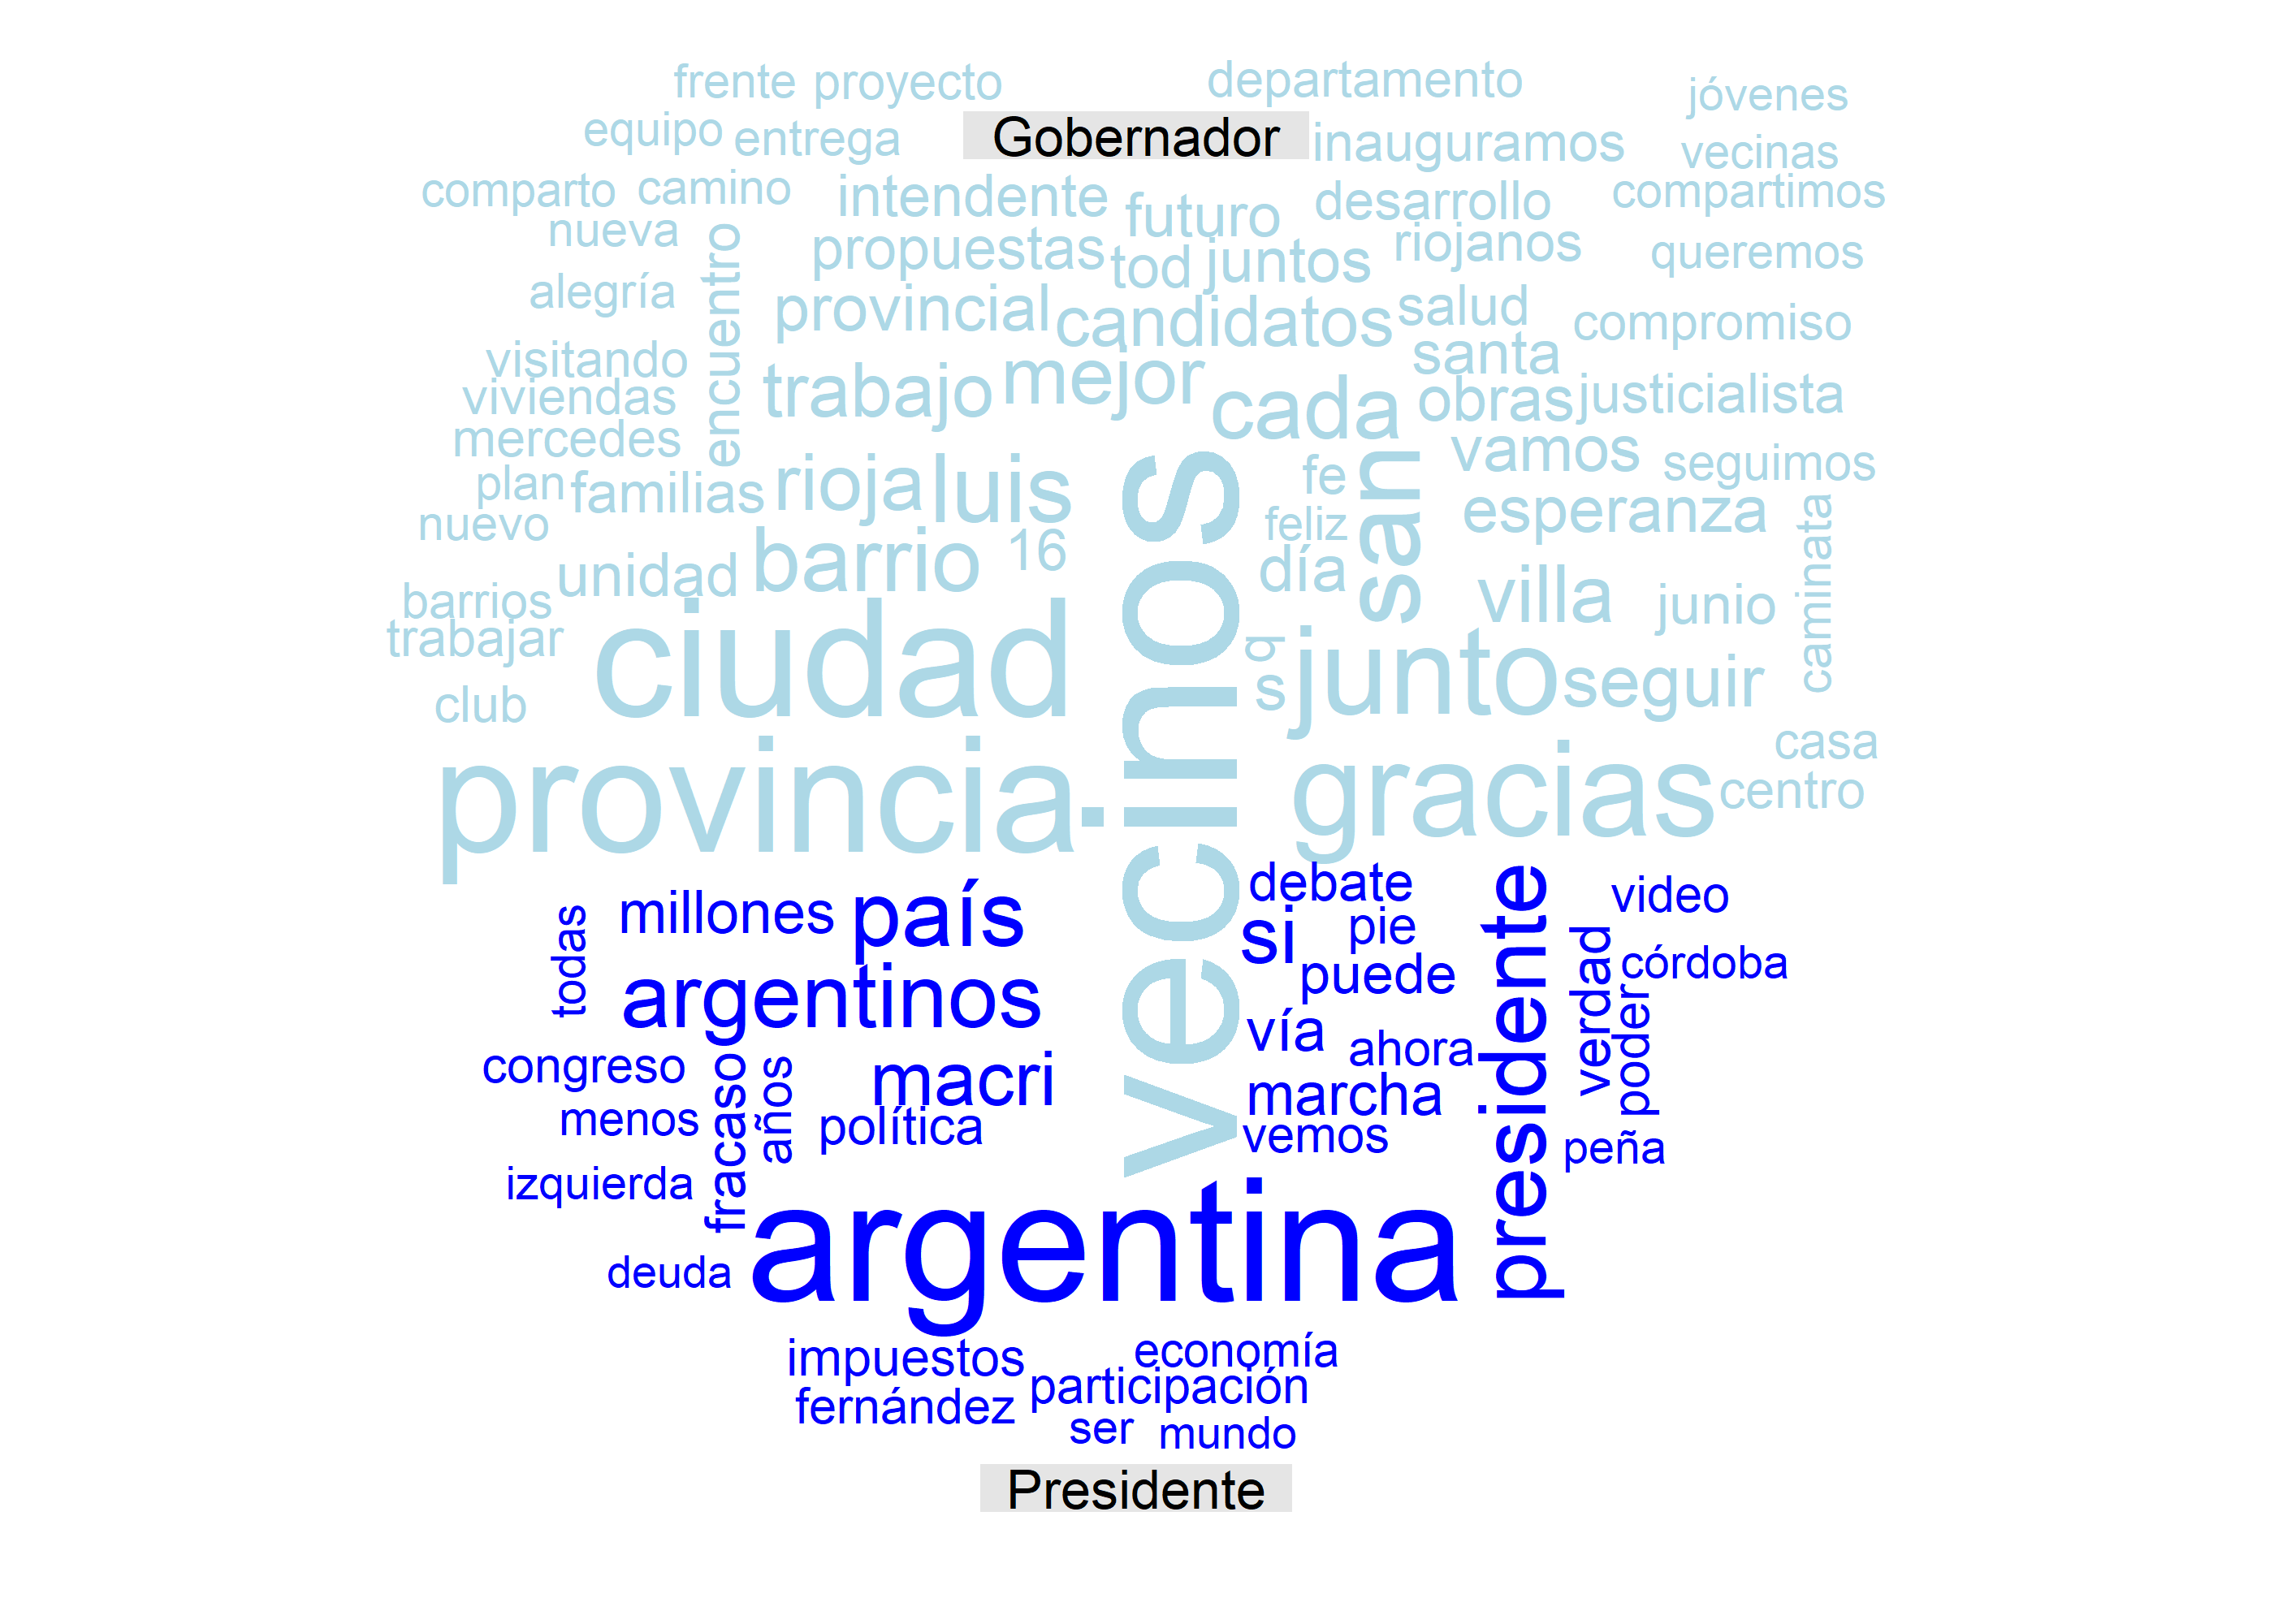 frente proyecto departamento
jóvenes
equipo entrega Gobernador inauguramos vecinas
comparto camino intendente futuro desarrollo compartimos
nueva encuentro propuestas tod juntos riojanos queremos
alegría provincial candidatos salud compromiso
visitando trabajo mejor cada santa
viviendas obras justicialista
mercedes vamos seguimos
plan familias rioja luis fe san esperanza
nuevo feliz caminata
unidad barrio 16 día villa junio
barrios
trabajar ciudad vecinos q junto seguir
club s
provincia gracias casa
centro
debate presidente video
todas millones país si pie verdad córdoba
argentinos puede poder
vía ahora
congreso fracaso años macri marcha
menos política vemos peña
izquierda
deuda argentina
impuestos economía
fernández participación
ser mundo
Presidente